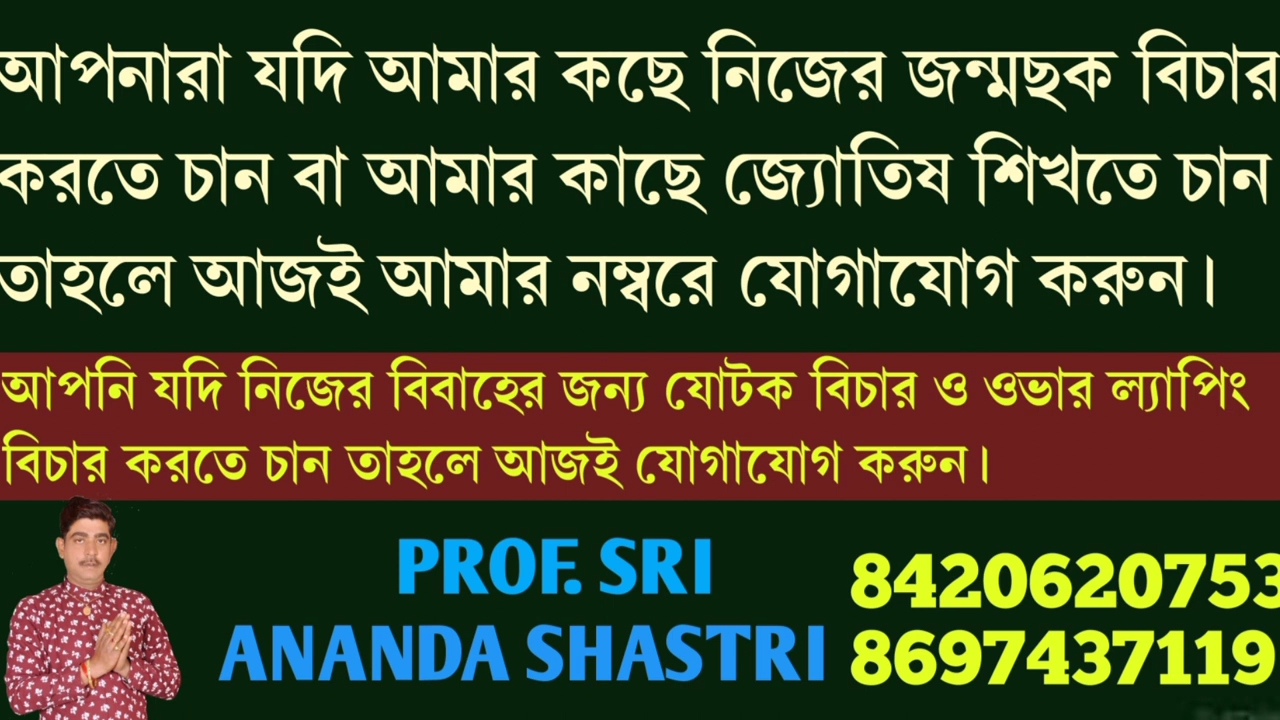 আপনারা যদি আমার কছে নিজের জন্মছক বিচার
করতে চান বা আমার কাছে জ্যোতিষ শিখতে চান
তাহলে আজই আমার নম্বরে যোগাযোগ করুন।
আপনি যদি নিজের বিবাহের জন্য যোটক বিচার ও ওভার ল্যাপিং
বিচার করতে চান তাহলে আজই যোগাযোগ করুন।
PROF. SRI
ANANDA SHASTRI
8420620753
8697437119